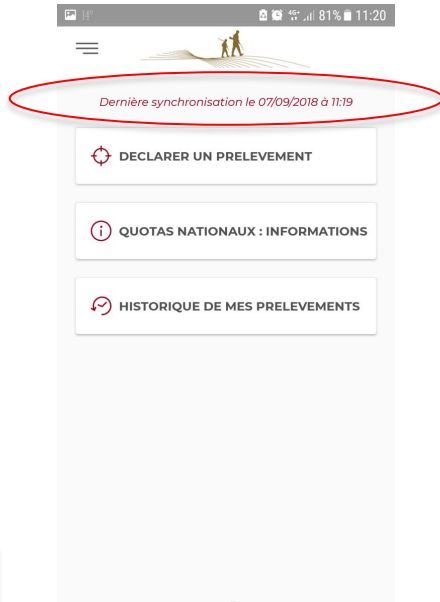 81% 11:20
Dernière synchronisation le 07/09/2018 à 11:19
DECLARER UN PRELEVEMENT
QUOTAS NATIONAUX : INFORMATIONS
HISTORIQUE DE MES PRELEVEMENTS